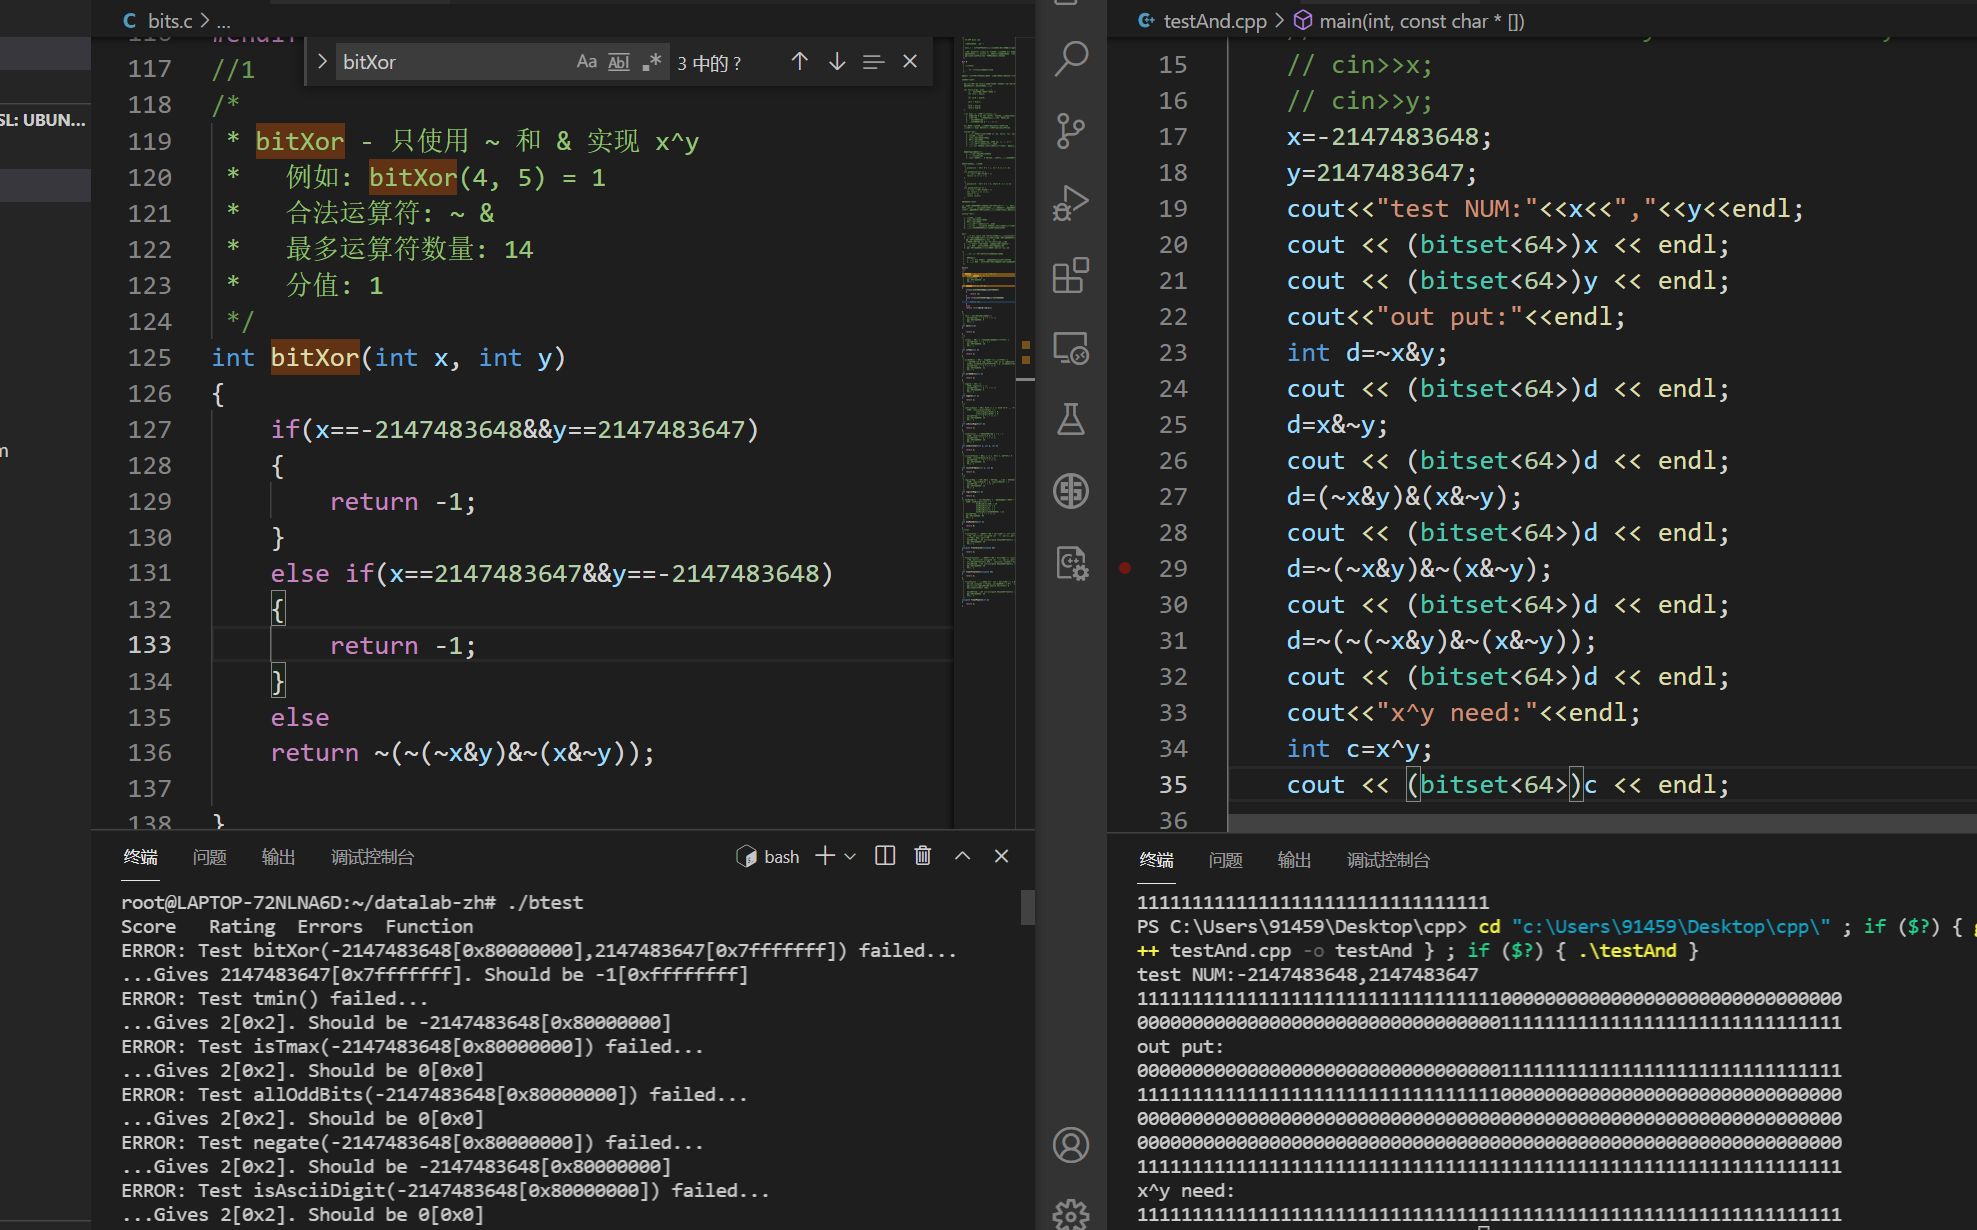 bits.c > ...
117 //1
bitXor
Aa Abl .* 3 中的 ?
118 /*
119  * bitXor - 只使用 ~ 和 & 实现 x^y
120  *   例如: bitXor(4, 5) = 1
121  *   合法运算符: ~ &
122  *   最多运算符数量: 14
123  *   分值: 1
124  */
125 int bitXor(int x, int y)
126 {
127     if(x==-2147483648&&y==2147483647)
128     {
129         return -1;
130     }
131     else if(x==2147483647&&y==-2147483648)
132     {
133         return -1;
134     }
135     else
136     return ~(~(~x&y)&~(x&~y));
137
138 }
SL: UBUN...
终端 问题 输出 调试控制台
bash
root@LAPTOP-72NLNA6D:~/datalab-zh# ./btest
Score   Rating  Errors  Function
ERROR: Test bitXor(-2147483648[0x80000000],2147483647[0x7fffffff]) failed...
...Gives 2147483647[0x7fffffff]. Should be -1[0xffffffff]
ERROR: Test tmin() failed...
...Gives 2[0x2]. Should be -2147483648[0x80000000]
ERROR: Test isTmax(-2147483648[0x80000000]) failed...
...Gives 2[0x2]. Should be 0[0x0]
ERROR: Test allOddBits(-2147483648[0x80000000]) failed...
...Gives 2[0x2]. Should be 0[0x0]
ERROR: Test negate(-2147483648[0x80000000]) failed...
...Gives 2[0x2]. Should be -2147483648[0x80000000]
ERROR: Test isAsciiDigit(-2147483648[0x80000000]) failed...
...Gives 2[0x2]. Should be 0[0x0]
testAnd.cpp > main(int, const char * [])
15 // cin>>x;
16 // cin>>y;
17 x=-2147483648;
18 y=2147483647;
19 cout<<"test NUM:"<<x<<","<<y<<endl;
20 cout << (bitset<64>)x << endl;
21 cout << (bitset<64>)y << endl;
22 cout<<"out put:"<<endl;
23 int d=~x&y;
24 cout << (bitset<64>)d << endl;
25 d=x&~y;
26 cout << (bitset<64>)d << endl;
27 d=(~x&y)&(x&~y);
28 cout << (bitset<64>)d << endl;
29 d=~(~x&y)&~(x&~y);
30 cout << (bitset<64>)d << endl;
31 d=~(~(~x&y)&~(x&~y));
32 cout << (bitset<64>)d << endl;
33 cout<<"x^y need:"<<endl;
34 int c=x^y;
35 cout << (bitset<64>)c << endl;
36
终端 问题 输出 调试控制台
11111111111111111111111111111111
PS C:\Users\91459\Desktop\cpp> cd "c:\Users\91459\Desktop\cpp\" ; if ($?) { g
++ testAnd.cpp -o testAnd } ; if ($?) { .\testAnd }
test NUM:-2147483648,2147483647
1111111111111111111111111111111110000000000000000000000000000000
0000000000000000000000000000000001111111111111111111111111111111
out put:
0000000000000000000000000000000001111111111111111111111111111111
1111111111111111111111111111111110000000000000000000000000000000
0000000000000000000000000000000000000000000000000000000000000000
0000000000000000000000000000000000000000000000000000000000000000
1111111111111111111111111111111111111111111111111111111111111111
x^y need:
1111111111111111111111111111111111111111111111111111111111111111